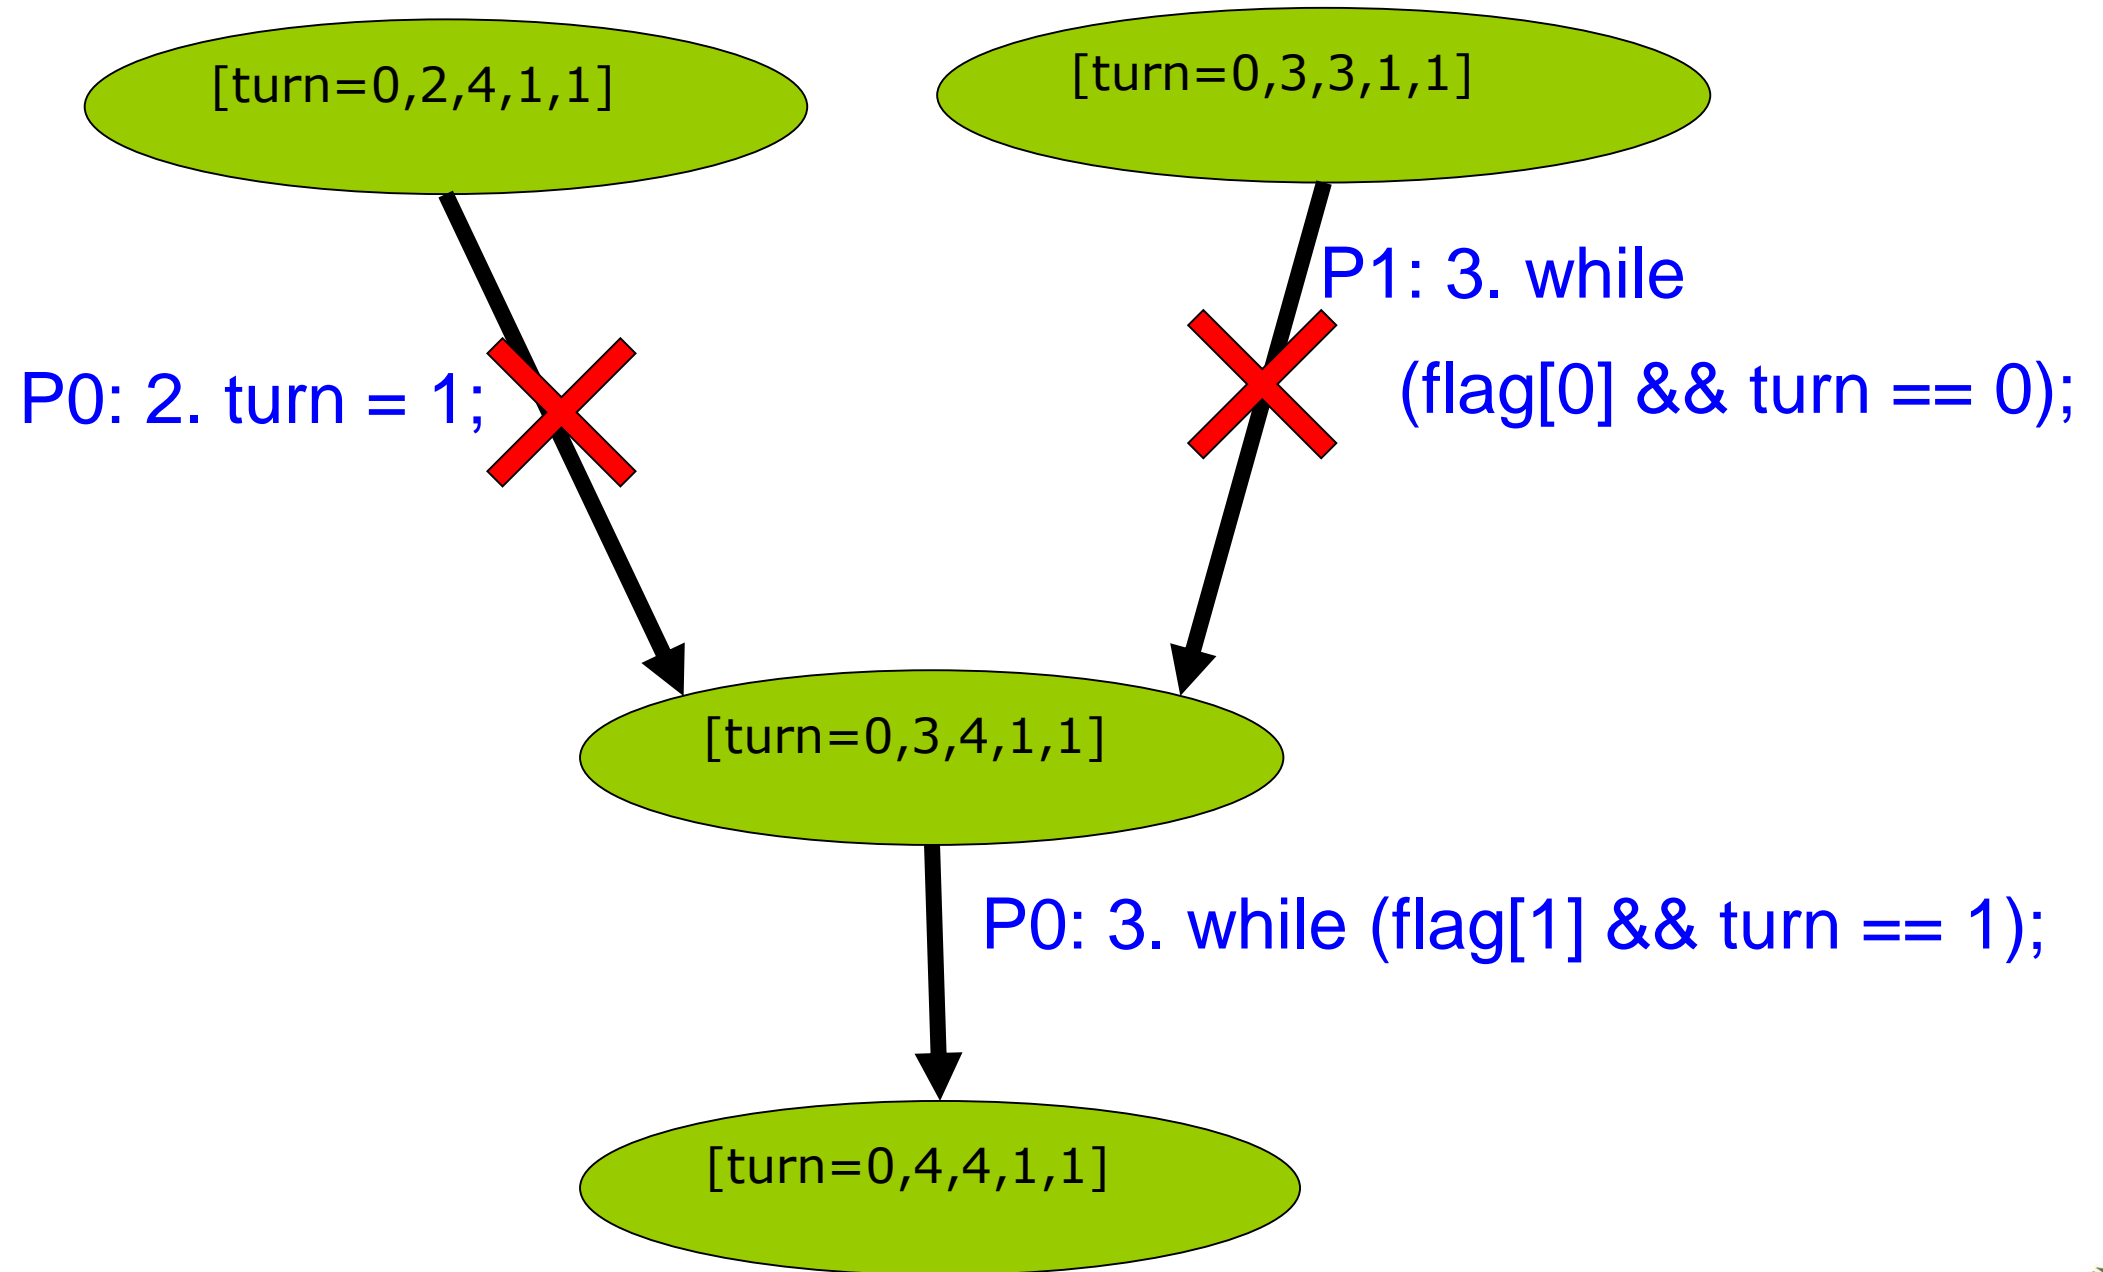 [turn=0,2,4,1,1]
[turn=0,3,3,1,1]
P1: 3. while
(flag[0] && turn == 0);
P0: 2. turn = 1;
[turn=0,3,4,1,1]
P0: 3. while (flag[1] && turn == 1);
[turn=0,4,4,1,1]